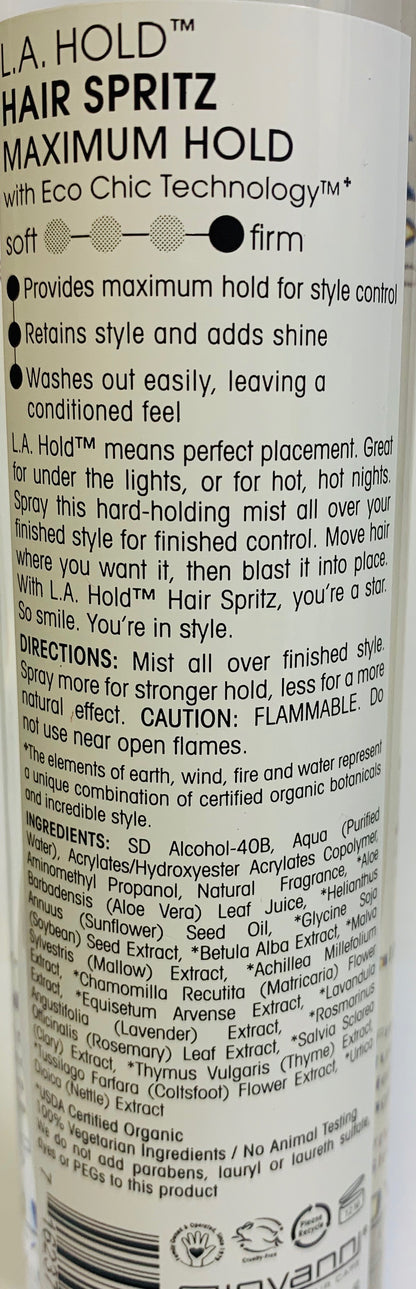 L.A. HOLD™
HAIR SPRITZ
MAXIMUM HOLD
with Eco Chic Technology™⁺
soft firm
Provides maximum hold for style control
Retains style and adds shine
Washes out easily, leaving a
conditioned feel
L.A. Hold™ means perfect placement. Great
for under the lights, or for hot, hot nights.
Spray this hard-holding mist all over your
finished style for finished control. Move hair
where you want it, then blast it into place.
With L.A. Hold™ Hair Spritz, you're a star.
So smile. You're in style.
DIRECTIONS: Mist all over finished style.
Spray more for stronger hold, less for a more
natural effect. CAUTION: FLAMMABLE. Do
not use near open flames.
⁺The elements of earth, wind, fire and water represent
a unique combination of certified organic botanicals
and incredible style.
INGREDIENTS: SD Alcohol-40B, Aqua (Purified
Water), Acrylates/Hydroxyester Acrylates Copolymer,
Aminomethyl Propanol, Natural Fragrance, *Aloe
Barbadensis (Aloe Vera) Leaf Juice, *Helianthus
Annuus (Sunflower) Seed Oil, *Glycine Soja
(Soybean) Seed Extract, *Betula Alba Extract, *Malva
Sylvestris (Mallow) Extract, *Achillea Millefolium
Extract, *Chamomilla Recutita (Matricaria) Flower
Extract, *Equisetum Arvense Extract, *Lavandula
Angustifolia (Lavender) Extract, *Rosmarinus
Officinalis (Rosemary) Leaf Extract, *Salvia Sclarea
(Clary) Extract, *Thymus Vulgaris (Thyme) Extract,
*Tussilago Farfara (Coltsfoot) Flower Extract, *Urtica
Dioica (Nettle) Extract
*USDA Certified Organic
100% Vegetarian Ingredients / No Animal Testing
We do not add parabens, lauryl or laureth sulfate,
dyes or PEGs to this product
Cruelty-Free
Please Recycle
12 M
Giovanni®
HAIR CARE